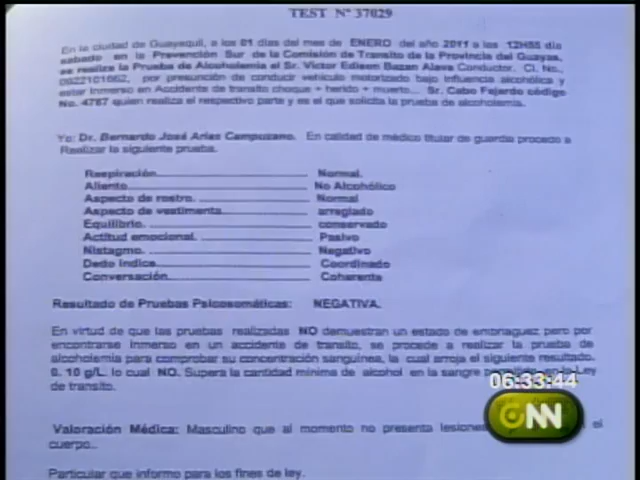 TEST Nº 37029
En la ciudad de Guayaquil, a los 01 días del mes de ENERO del año 2011 a las 12H55 día
sabado en la Prevención Sur de la Comisión de Transito de la Provincia del Guayas,
se realiza la Prueba de Alcoholemia el Sr. Victor Edison Bazan Alava Conductor. CI. No.,
0922101662, por presunción de conducir vehículo motorizado bajo influencia alcohólica y
estar Inmerso en Accidente de transito choque + herido + muerto... Sr. Cabo Fajardo código
No. 4767 quien realiza el respectivo parte y es el que solicita la prueba de alcoholemia.
Yo: Dr. Bernardo José Arias Campuzano. En calidad de médico titular de guardia procedo a
Realizar la siguiente prueba.
Respiración Normal.
Aliento No Alcohólico
Aspecto de rostro. Normal
Aspecto de vestimenta arreglado
Equilibrio. conservado
Actitud emocional. Pasivo
Nistagmo. Negativo
Dedo índice Coordinado
Conversación Coherente
Resultado de Pruebas Psicosomáticas: NEGATIVA.
En virtud de que las pruebas realizadas NO demuestran un estado de embriaguez pero por
encontrarse Inmerso en un accidente de transito, se procede a realizar la prueba de
alcoholemia para comprobar su concentración sanguínea, la cual arroja el siguiente resultado.
0. 10 g/L. lo cual NO. Supera la cantidad mínima de alcohol en la sangre en la Ley
de transito.
06:33:44
CNN
Valoración Médica: Masculino que al momento no presenta lesiones el
cuerpo..
Particular que informo para los fines de ley.